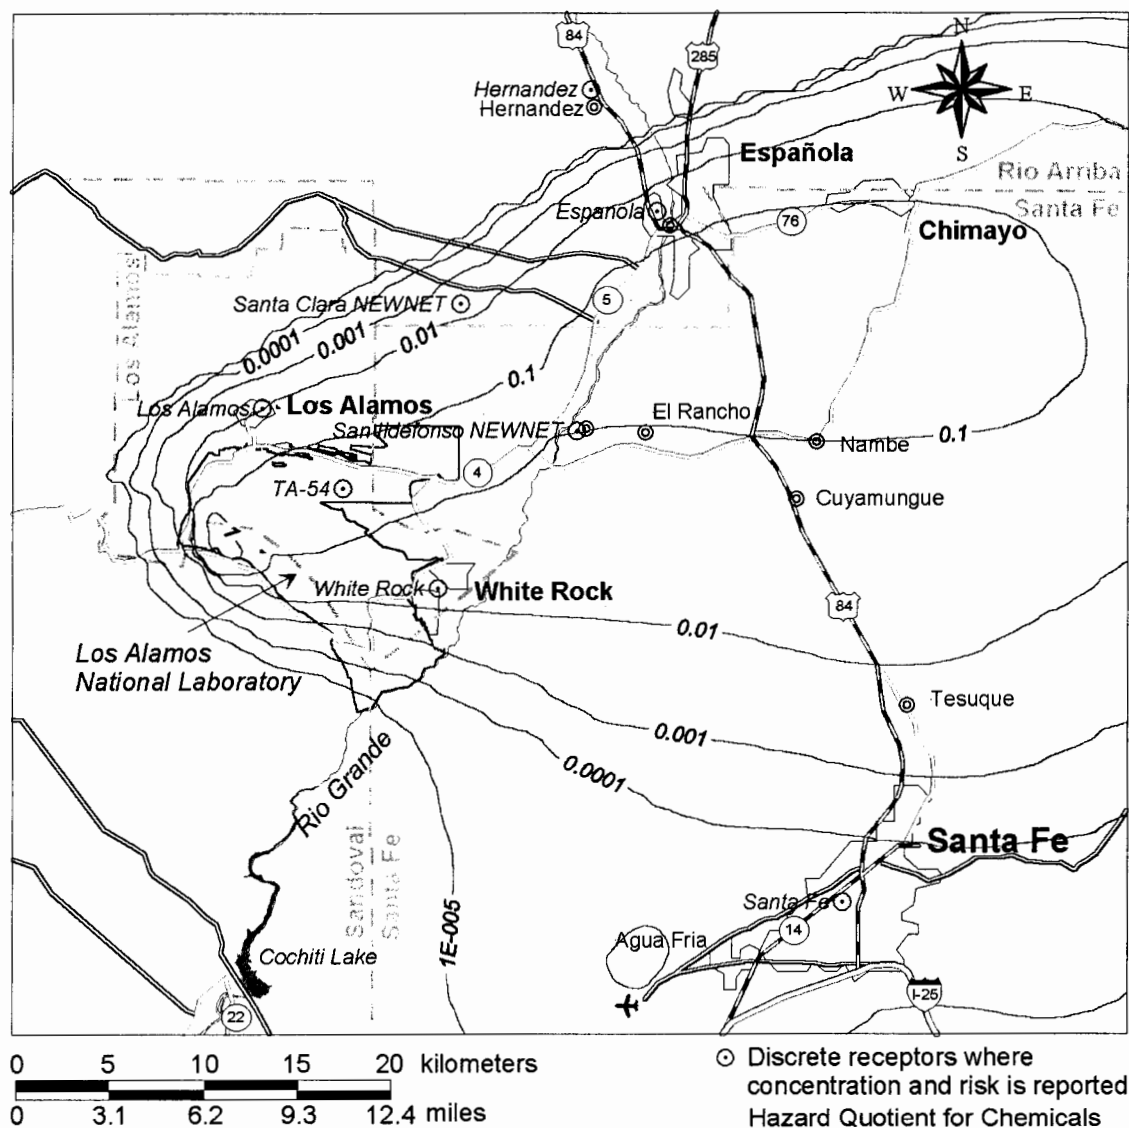 84
285
N
W
E
S
Hernandez
Hernandez
Española
Rio Arriba
Santa Fe
Española
76
Chimayo
Los Alamos
Santa Clara NEWNET
5
0.0001
0.001
0.01
0.1
Los Alamos
Los Alamos
El Rancho
San Ildefonso NEWNET
0.1
Nambe
4
TA-54
Cuyamungue
1
White Rock
White Rock
84
0.01
Los Alamos
National Laboratory
Tesuque
0.001
0.0001
Rio Grande
Sandoval
Santa Fe
Santa Fe
1E-005
Santa Fe
14
Agua Fria
Cochiti Lake
I-25
22
0 5 10 15 20 kilometers
0 3.1 6.2 9.3 12.4 miles
Discrete receptors where
concentration and risk is reported
Hazard Quotient for Chemicals